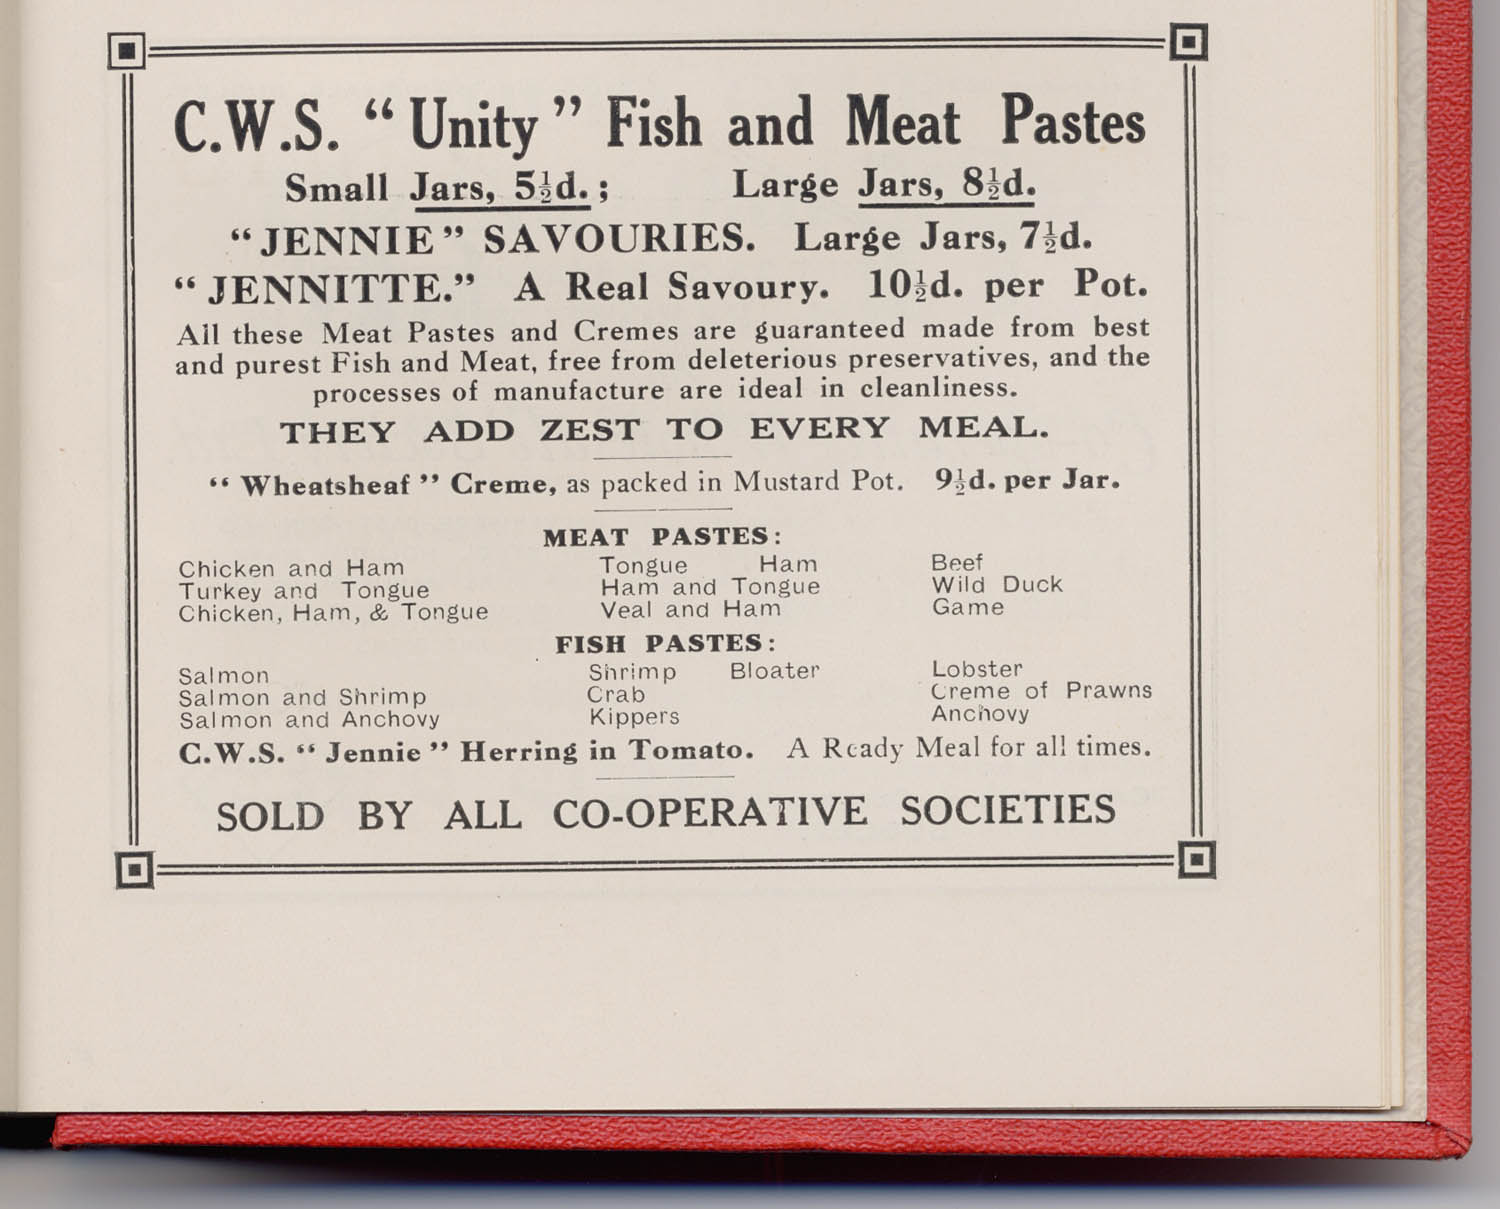 C.W.S. “Unity” Fish and Meat Pastes
Small Jars, 5½d.; Large Jars, 8½d.
“JENNIE” SAVOURIES. Large Jars, 7½d.
“JENNITTE.” A Real Savoury. 10½d. per Pot.
All these Meat Pastes and Cremes are guaranteed made from best
and purest Fish and Meat, free from deleterious preservatives, and the
processes of manufacture are ideal in cleanliness.
THEY ADD ZEST TO EVERY MEAL.
“Wheatsheaf” Creme, as packed in Mustard Pot. 9½d. per Jar.
MEAT PASTES:
Chicken and Ham Tongue Ham Beef
Turkey and Tongue Ham and Tongue Wild Duck
Chicken, Ham, & Tongue Veal and Ham Game
FISH PASTES:
Salmon Shrimp Bloater Lobster
Salmon and Shrimp Crab Creme of Prawns
Salmon and Anchovy Kippers Anchovy
C.W.S. “Jennie” Herring in Tomato. A Ready Meal for all times.
SOLD BY ALL CO-OPERATIVE SOCIETIES